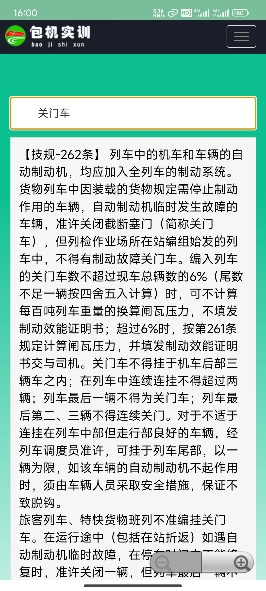 16:00
包机实训
bao ji shi xun
关门车
【技规-262条】 列车中的机车和车辆的自
动制动机，均应加入全列车的制动系统。
货物列车中因装载的货物规定需停止制动
作用的车辆，自动制动机临时发生故障的
车辆，准许关闭截断塞门（简称关门
车），但列检作业场所在站编组始发的列
车中，不得有制动故障关门车。编入列车
的关门车数不超过现车总辆数的6%（尾数
不足一辆按四舍五入计算）时，可不计算
每百吨列车重量的换算闸瓦压力，不填发
制动效能证明书；超过6%时，按第261条
规定计算闸瓦压力，并填发制动效能证明
书交与司机。关门车不得挂于机车后部三
辆车之内；在列车中连续连挂不得超过两
辆；列车最后一辆不得为关门车；列车最
后第二、三辆不得连续关门。对于不适于
连挂在列车中部但走行部良好的车辆，经
列车调度员准许，可挂于列车尾部，以一
辆为限，如该车辆的自动制动机不起作用
时，须由车辆人员采取安全措施，保证不
致脱钩。
旅客列车、特快货物班列不准编挂关门
车。在运行途中（包括在站折返）如遇自
动制动机临时故障，在停车时间内不能修
复时，准许关闭一辆，但列车最后一辆不